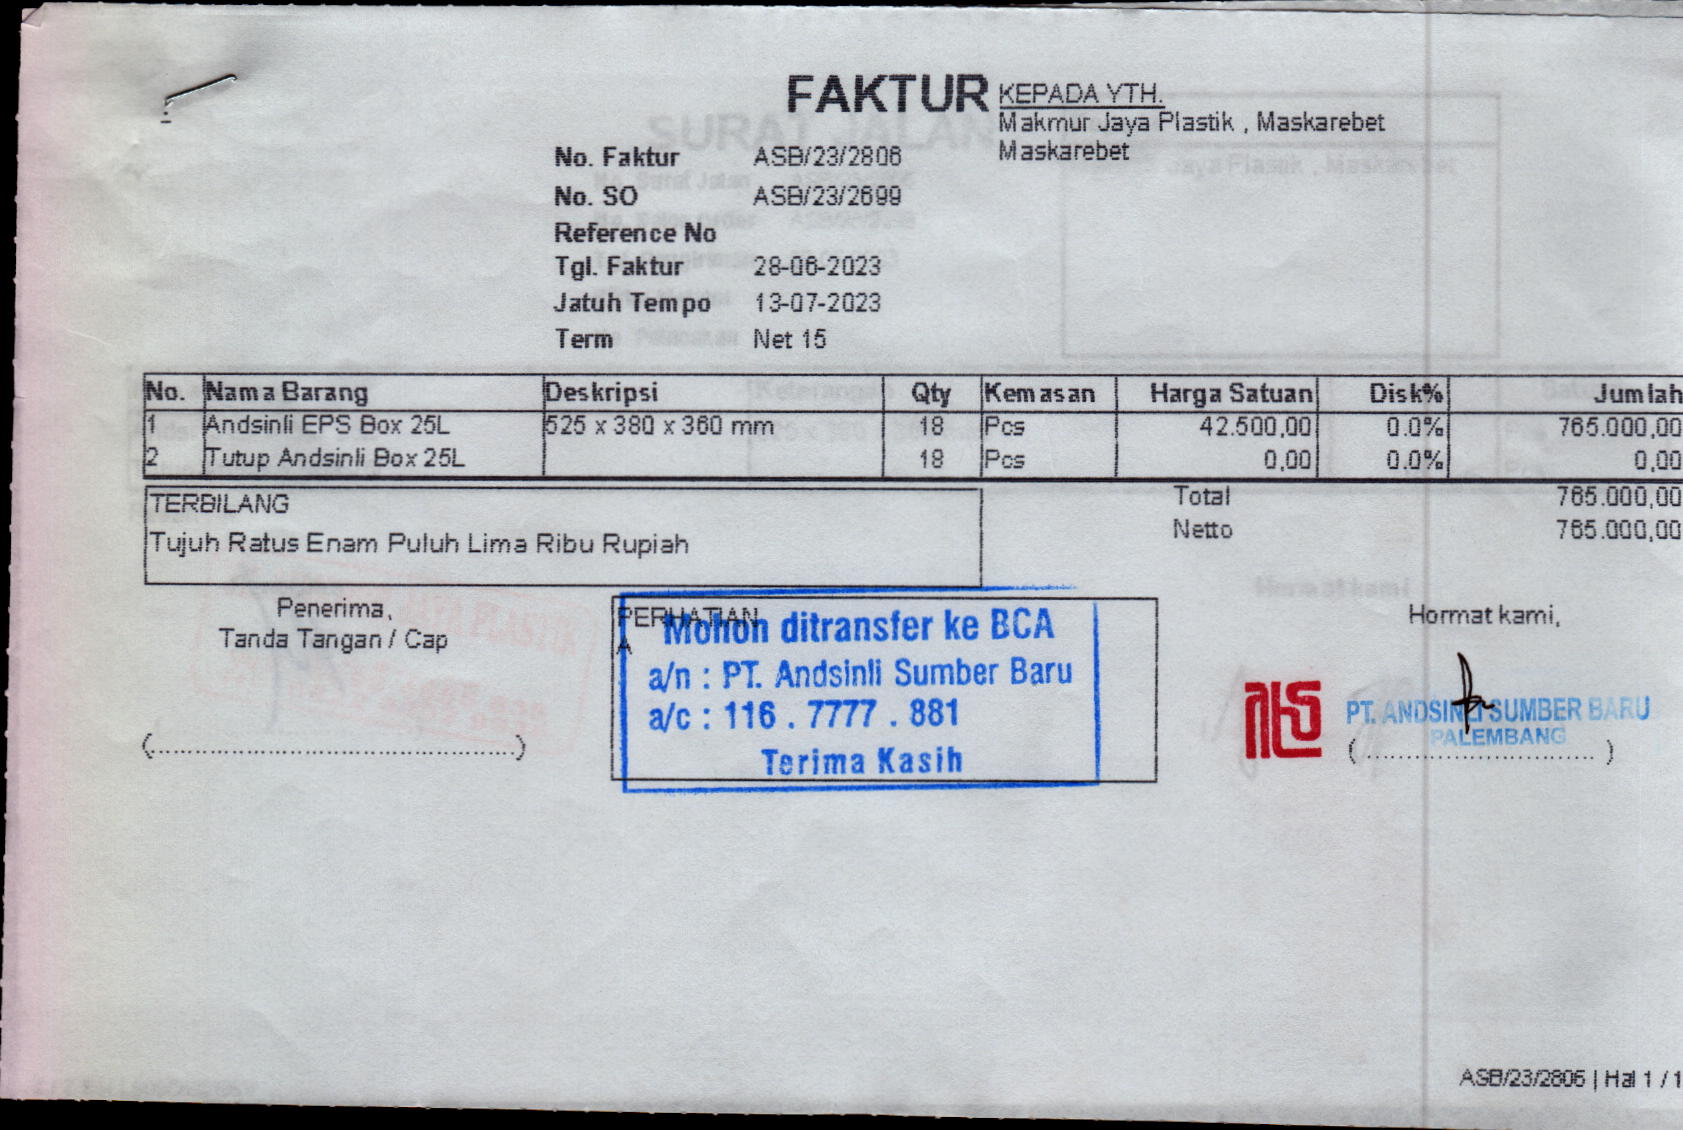 FAKTUR
KEPADA YTH.
Makmur Jaya Plastik , Maskarebet
Maskarebet
No. Faktur ASB/23/2806
No. SO ASB/23/2699
Reference No
Tgl. Faktur 28-06-2023
Jatuh Tempo 13-07-2023
Term Net 15
No. Nama Barang Deskripsi Qty Kemasan Harga Satuan Disk% Jumlah
1 Andsinli EPS Box 25L 525 x 380 x 360 mm 18 Pcs 42.500,00 0.0% 765.000,00
2 Tutup Andsinli Box 25L 18 Pcs 0,00 0.0% 0,00
TERBILANG
Tujuh Ratus Enam Puluh Lima Ribu Rupiah
Total 765.000,00
Netto 765.000,00
Penerima,
Tanda Tangan / Cap
(............................................)
PERHATIAN
A
Mohon ditransfer ke BCA
a/n : PT. Andsinli Sumber Baru
a/c : 116 . 7777 . 881
Terima Kasih
Hormat kami,
PT. ANDSINLI SUMBER BARU
PALEMBANG
(............................)
ASB/23/2806 | Hal 1 / 1